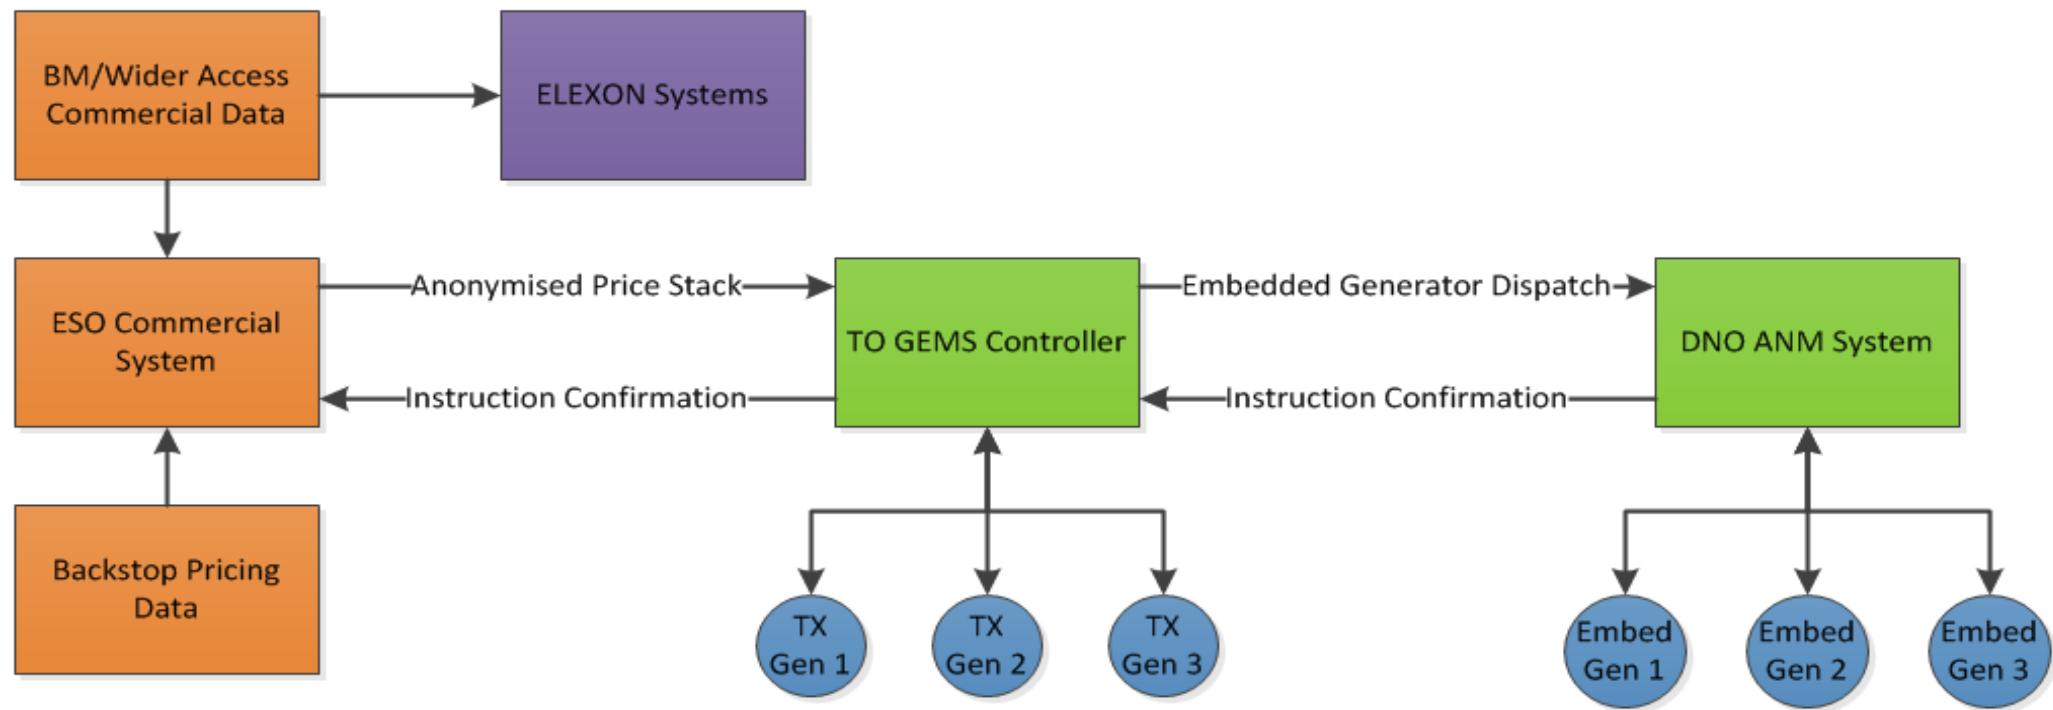 BM/Wider Access
Commercial Data
ELEXON Systems
ESO Commercial
System
Anonymised Price Stack
Instruction Confirmation
TO GEMS Controller
Embedded Generator Dispatch
Instruction Confirmation
DNO ANM System
Backstop Pricing
Data
TX
Gen 1
TX
Gen 2
TX
Gen 3
Embed
Gen 1
Embed
Gen 2
Embed
Gen 3